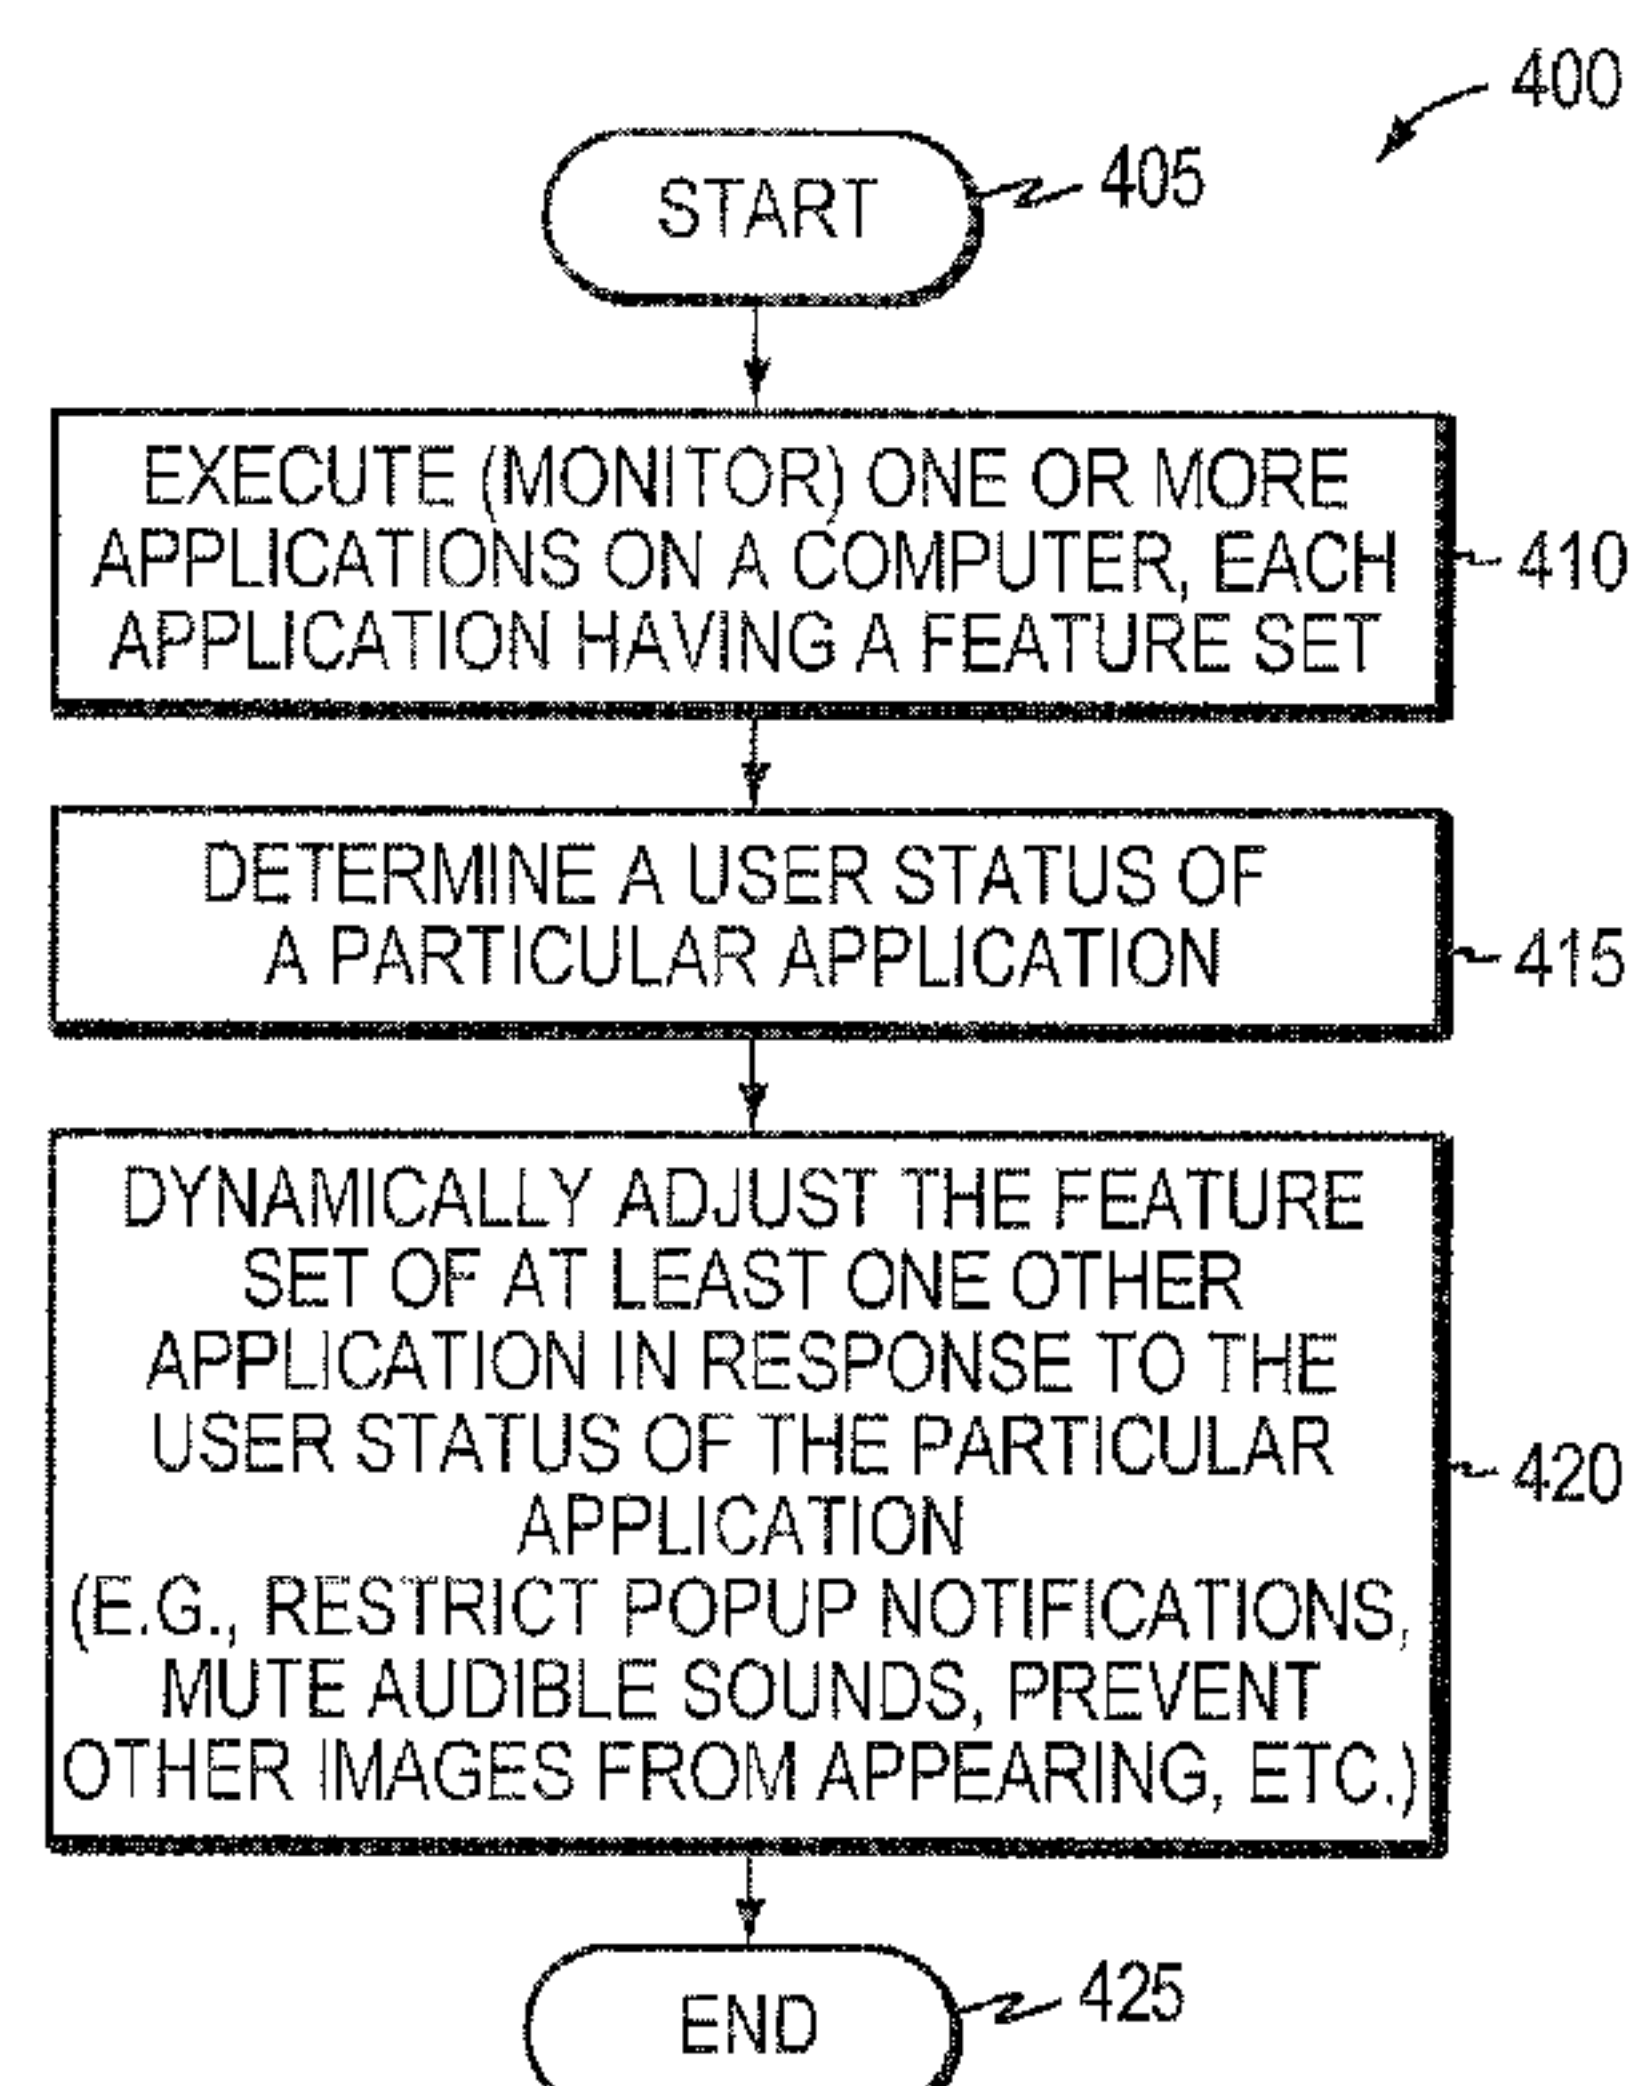 400
START
405
EXECUTE (MONITOR) ONE OR MORE
APPLICATIONS ON A COMPUTER, EACH
APPLICATION HAVING A FEATURE SET
410
DETERMINE A USER STATUS OF
A PARTICULAR APPLICATION
415
DYNAMICALLY ADJUST THE FEATURE
SET OF AT LEAST ONE OTHER
APPLICATION IN RESPONSE TO THE
USER STATUS OF THE PARTICULAR
APPLICATION
(E.G., RESTRICT POPUP NOTIFICATIONS,
MUTE AUDIBLE SOUNDS, PREVENT
OTHER IMAGES FROM APPEARING, ETC.)
420
END
425